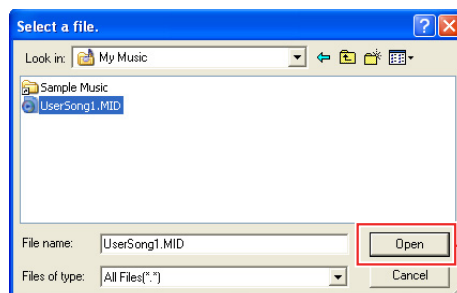 Select a file.
Look in: My Music
Sample Music
UserSong1.MID
File name: UserSong1.MID Open
Files of type: All Files(*.*) Cancel